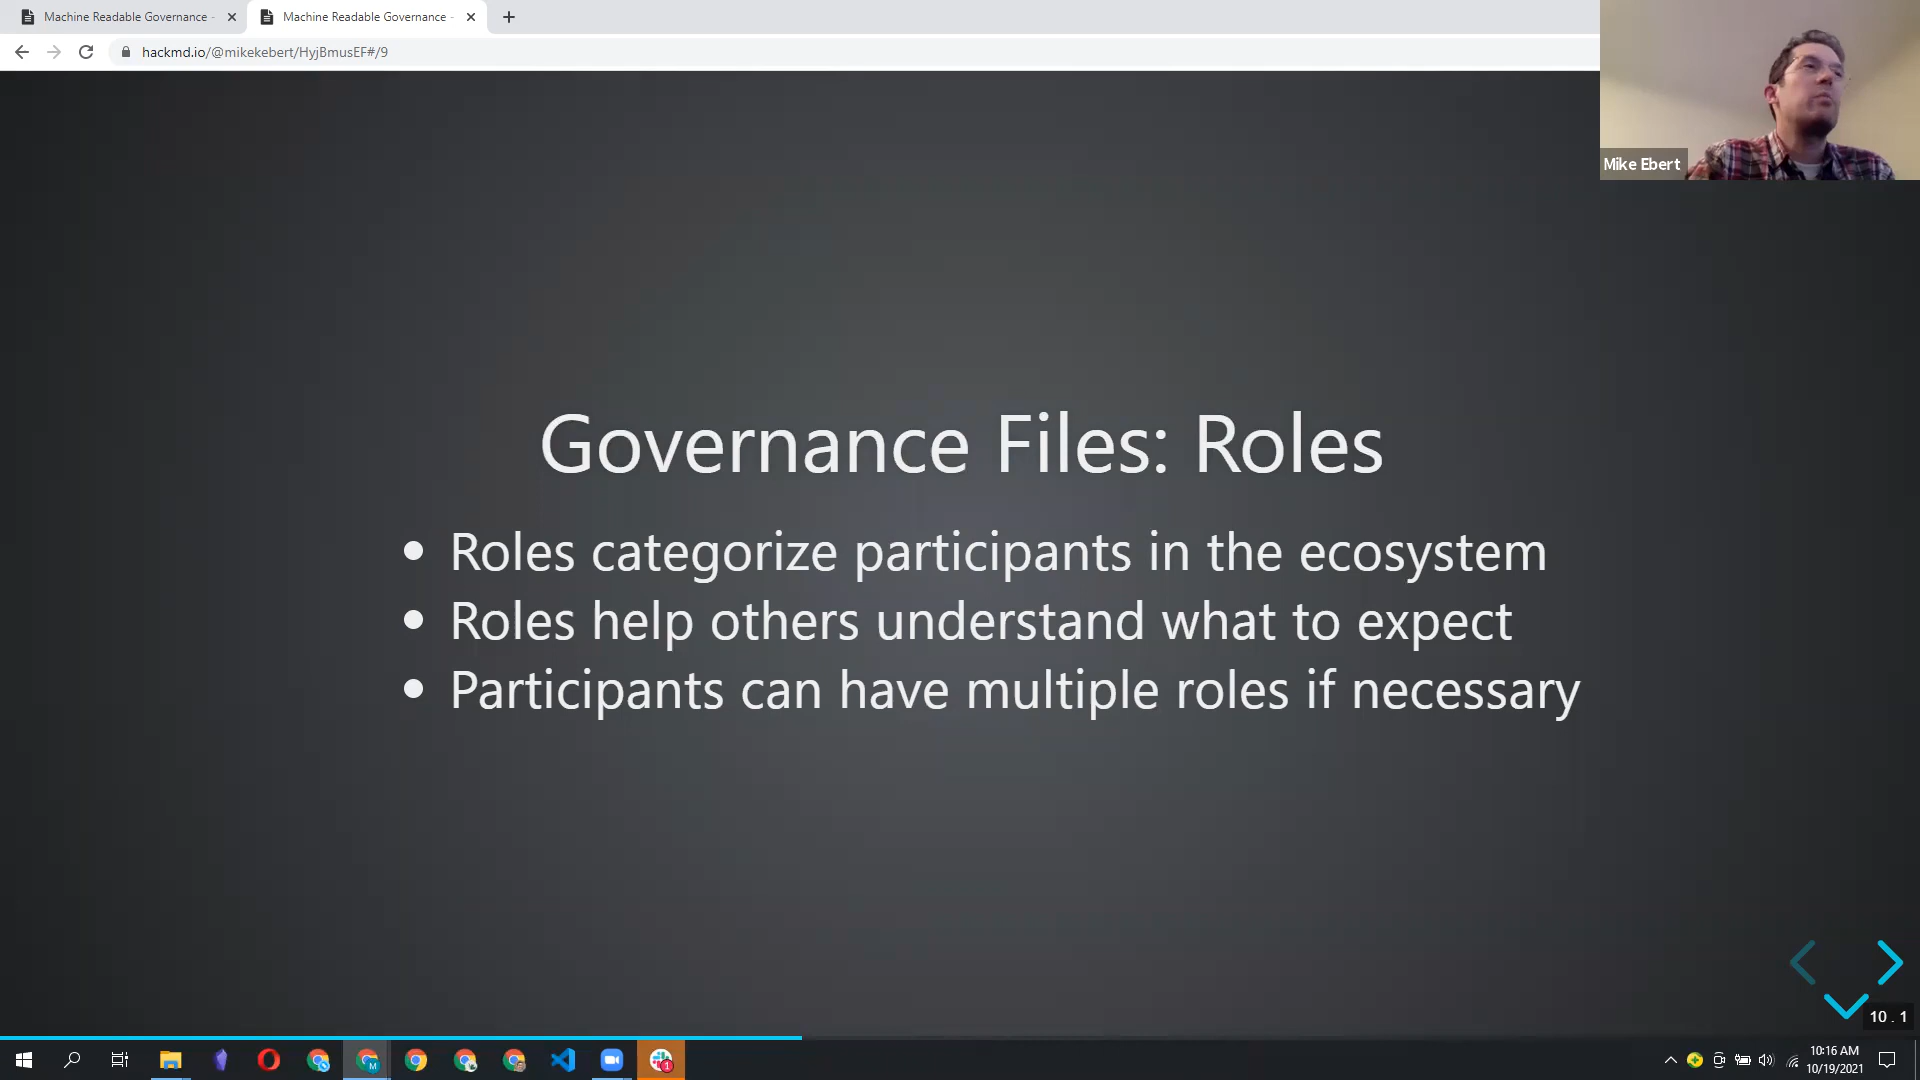 Machine Readable Governance -
Machine Readable Governance -
hackmd.io/@mikekebert/HyjBmusEF#/9
Mike Ebert
Governance Files: Roles
Roles categorize participants in the ecosystem
Roles help others understand what to expect
Participants can have multiple roles if necessary
10 . 1
M
1
10:16 AM
10/19/2021